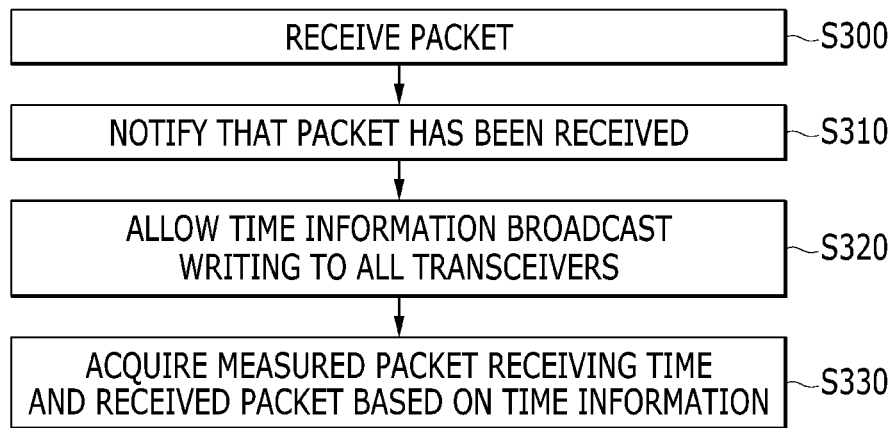 RECEIVE PACKET
S300
NOTIFY THAT PACKET HAS BEEN RECEIVED
S310
ALLOW TIME INFORMATION BROADCAST
WRITING TO ALL TRANSCEIVERS
S320
ACQUIRE MEASURED PACKET RECEIVING TIME
AND RECEIVED PACKET BASED ON TIME INFORMATION
S330